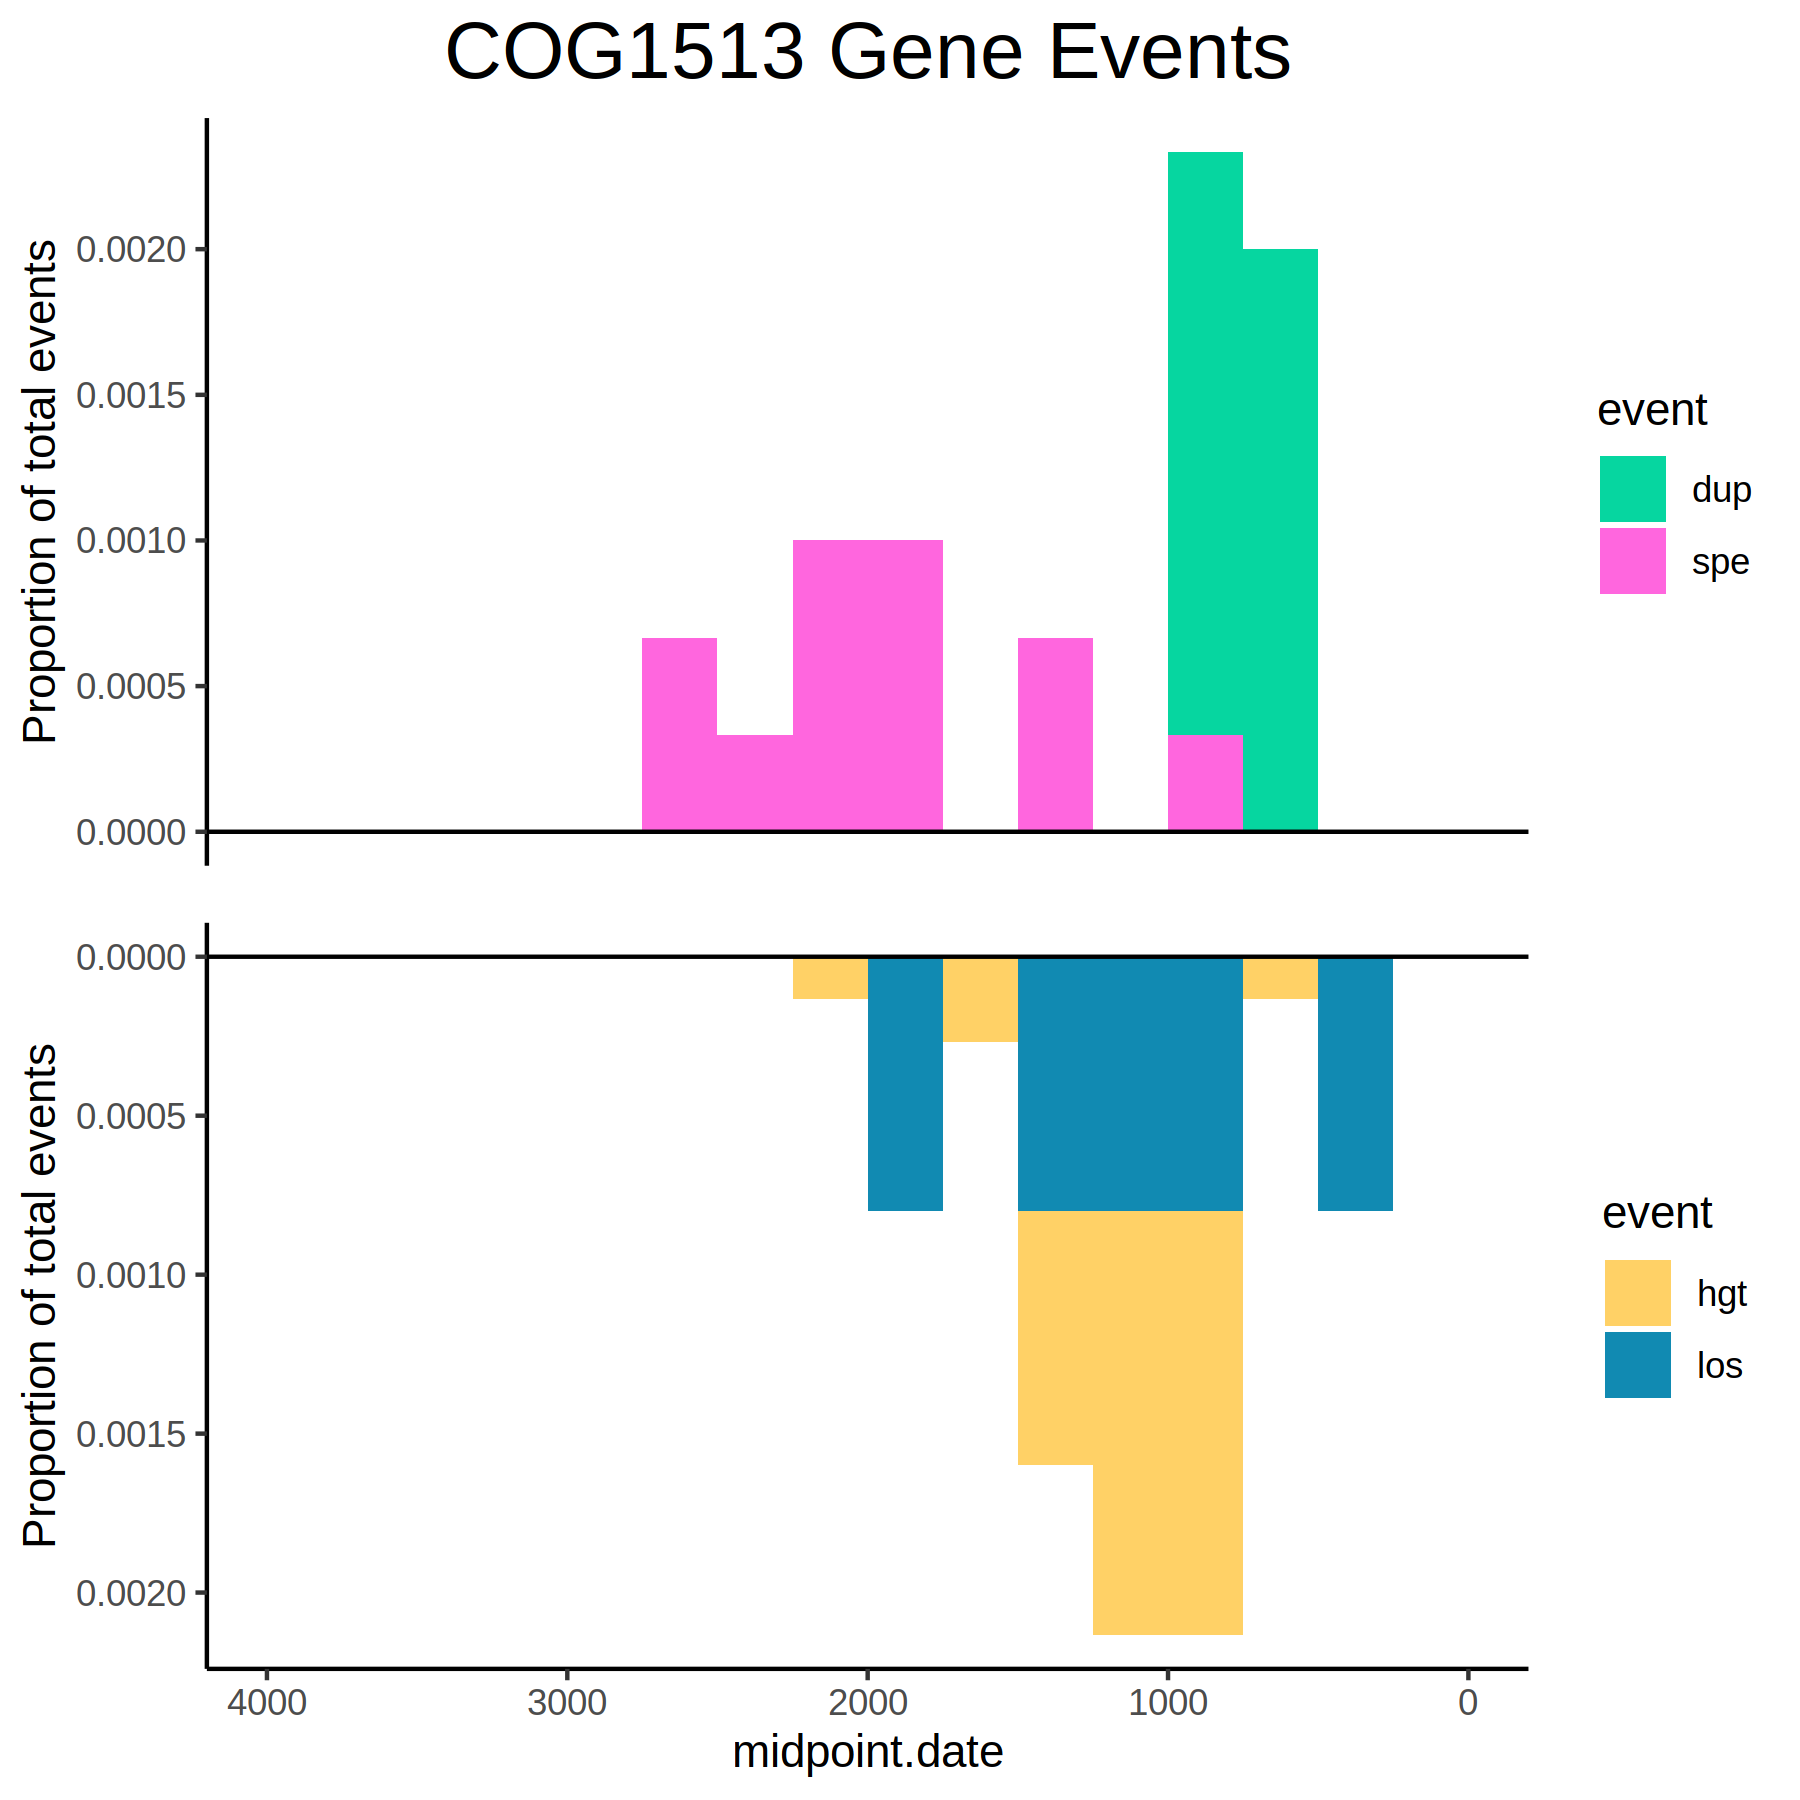 COG1513 Gene Events
Proportion of total events
0.0020
0.0015
0.0010
0.0005
0.0000
event
dup
spe
Proportion of total events
0.0000
0.0005
0.0010
0.0015
0.0020
event
hgt
los
4000 3000 2000 1000 0
midpoint.date